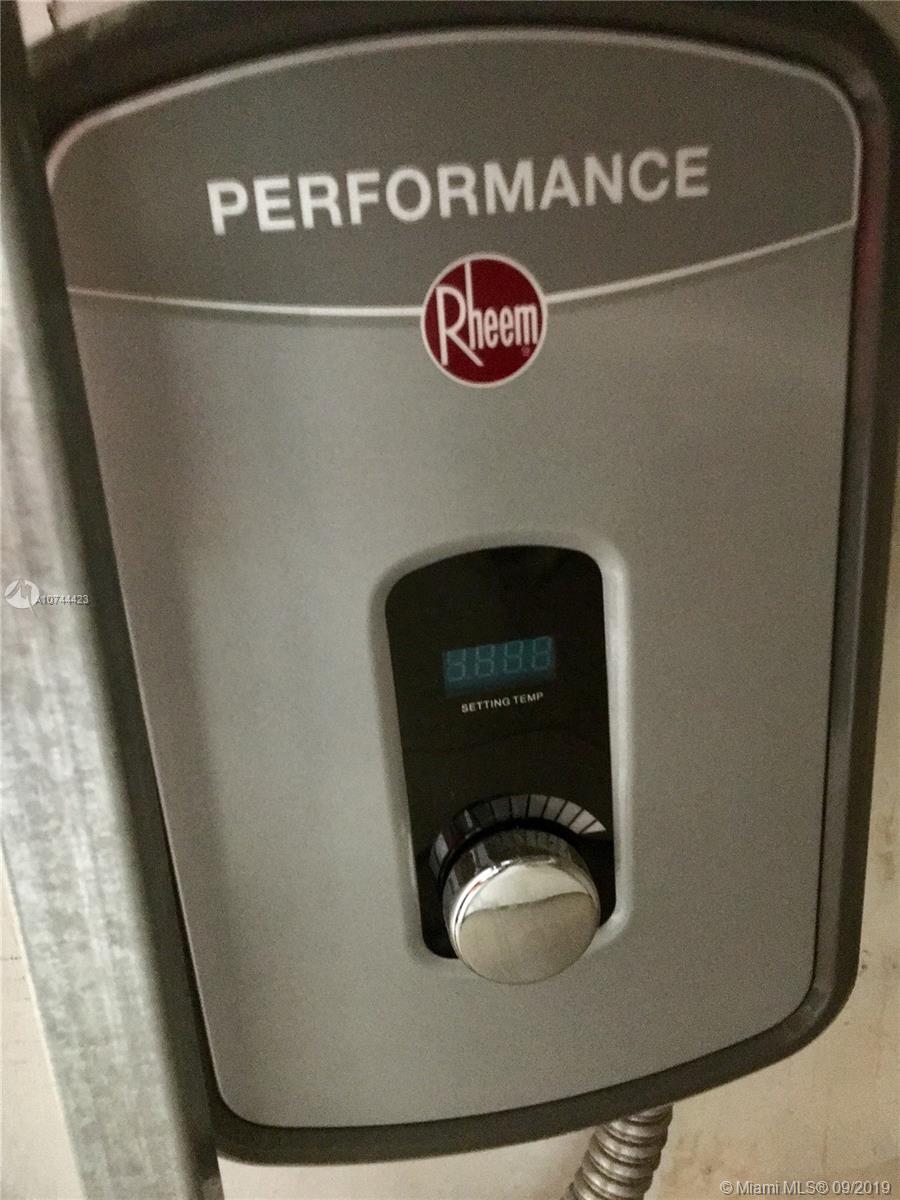 PERFORMANCE
Rheem®
A10744423
SETTING TEMP
© Miami MLS® 09/2019